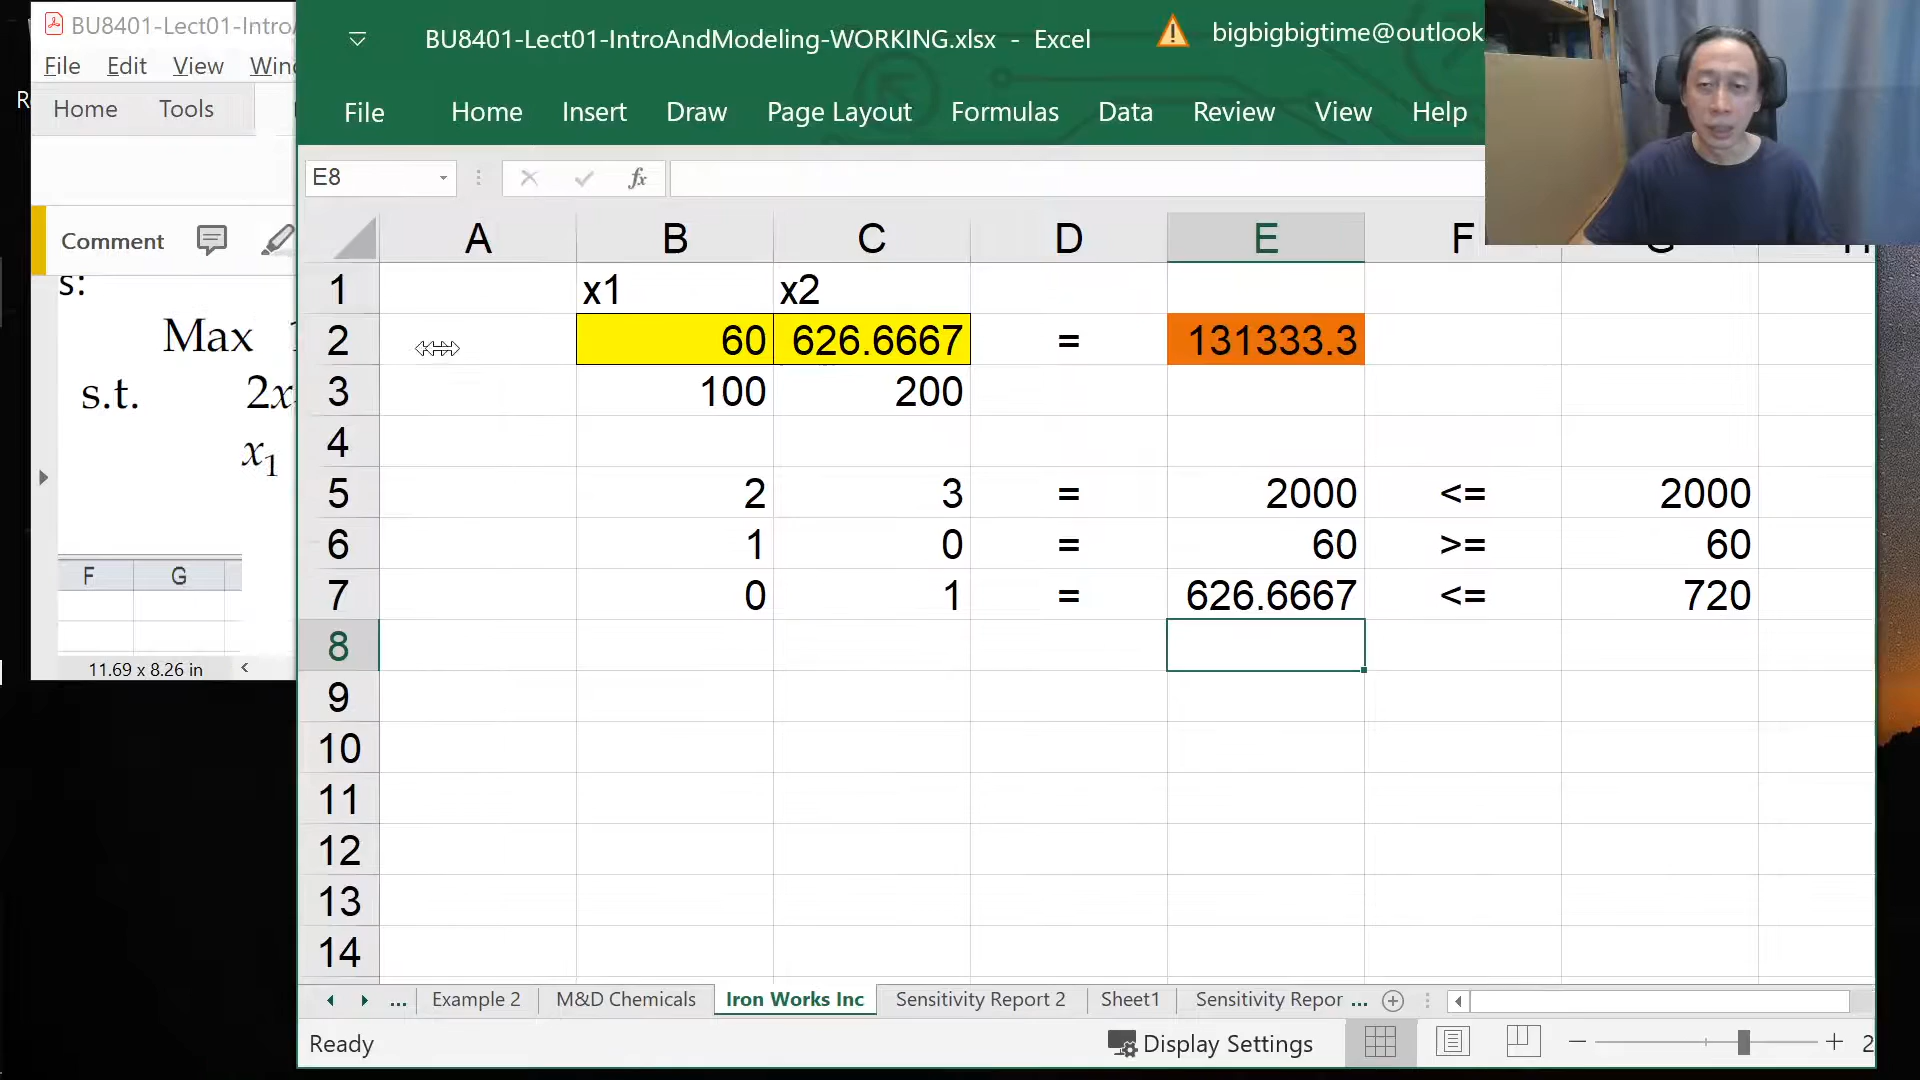 BU8401-Lect01-Intro
File Edit View Win
Home Tools
Comment
s:
Max 1
s.t. 2x
x1
F G
11.69 x 8.26 in
BU8401-Lect01-IntroAndModeling-WORKING.xlsx - Excel
bigbigbigtime@outlook
File Home Insert Draw Page Layout Formulas Data Review View Help
E8 fx
A B C D E F
1 x1 x2
2 60 626.6667 = 131333.3
3 100 200
4
5 2 3 = 2000 <= 2000
6 1 0 = 60 >= 60
7 0 1 = 626.6667 <= 720
8
9
10
11
12
13
14
... Example 2 M&D Chemicals Iron Works Inc Sensitivity Report 2 Sheet1 Sensitivity Repor ...
Ready Display Settings 2